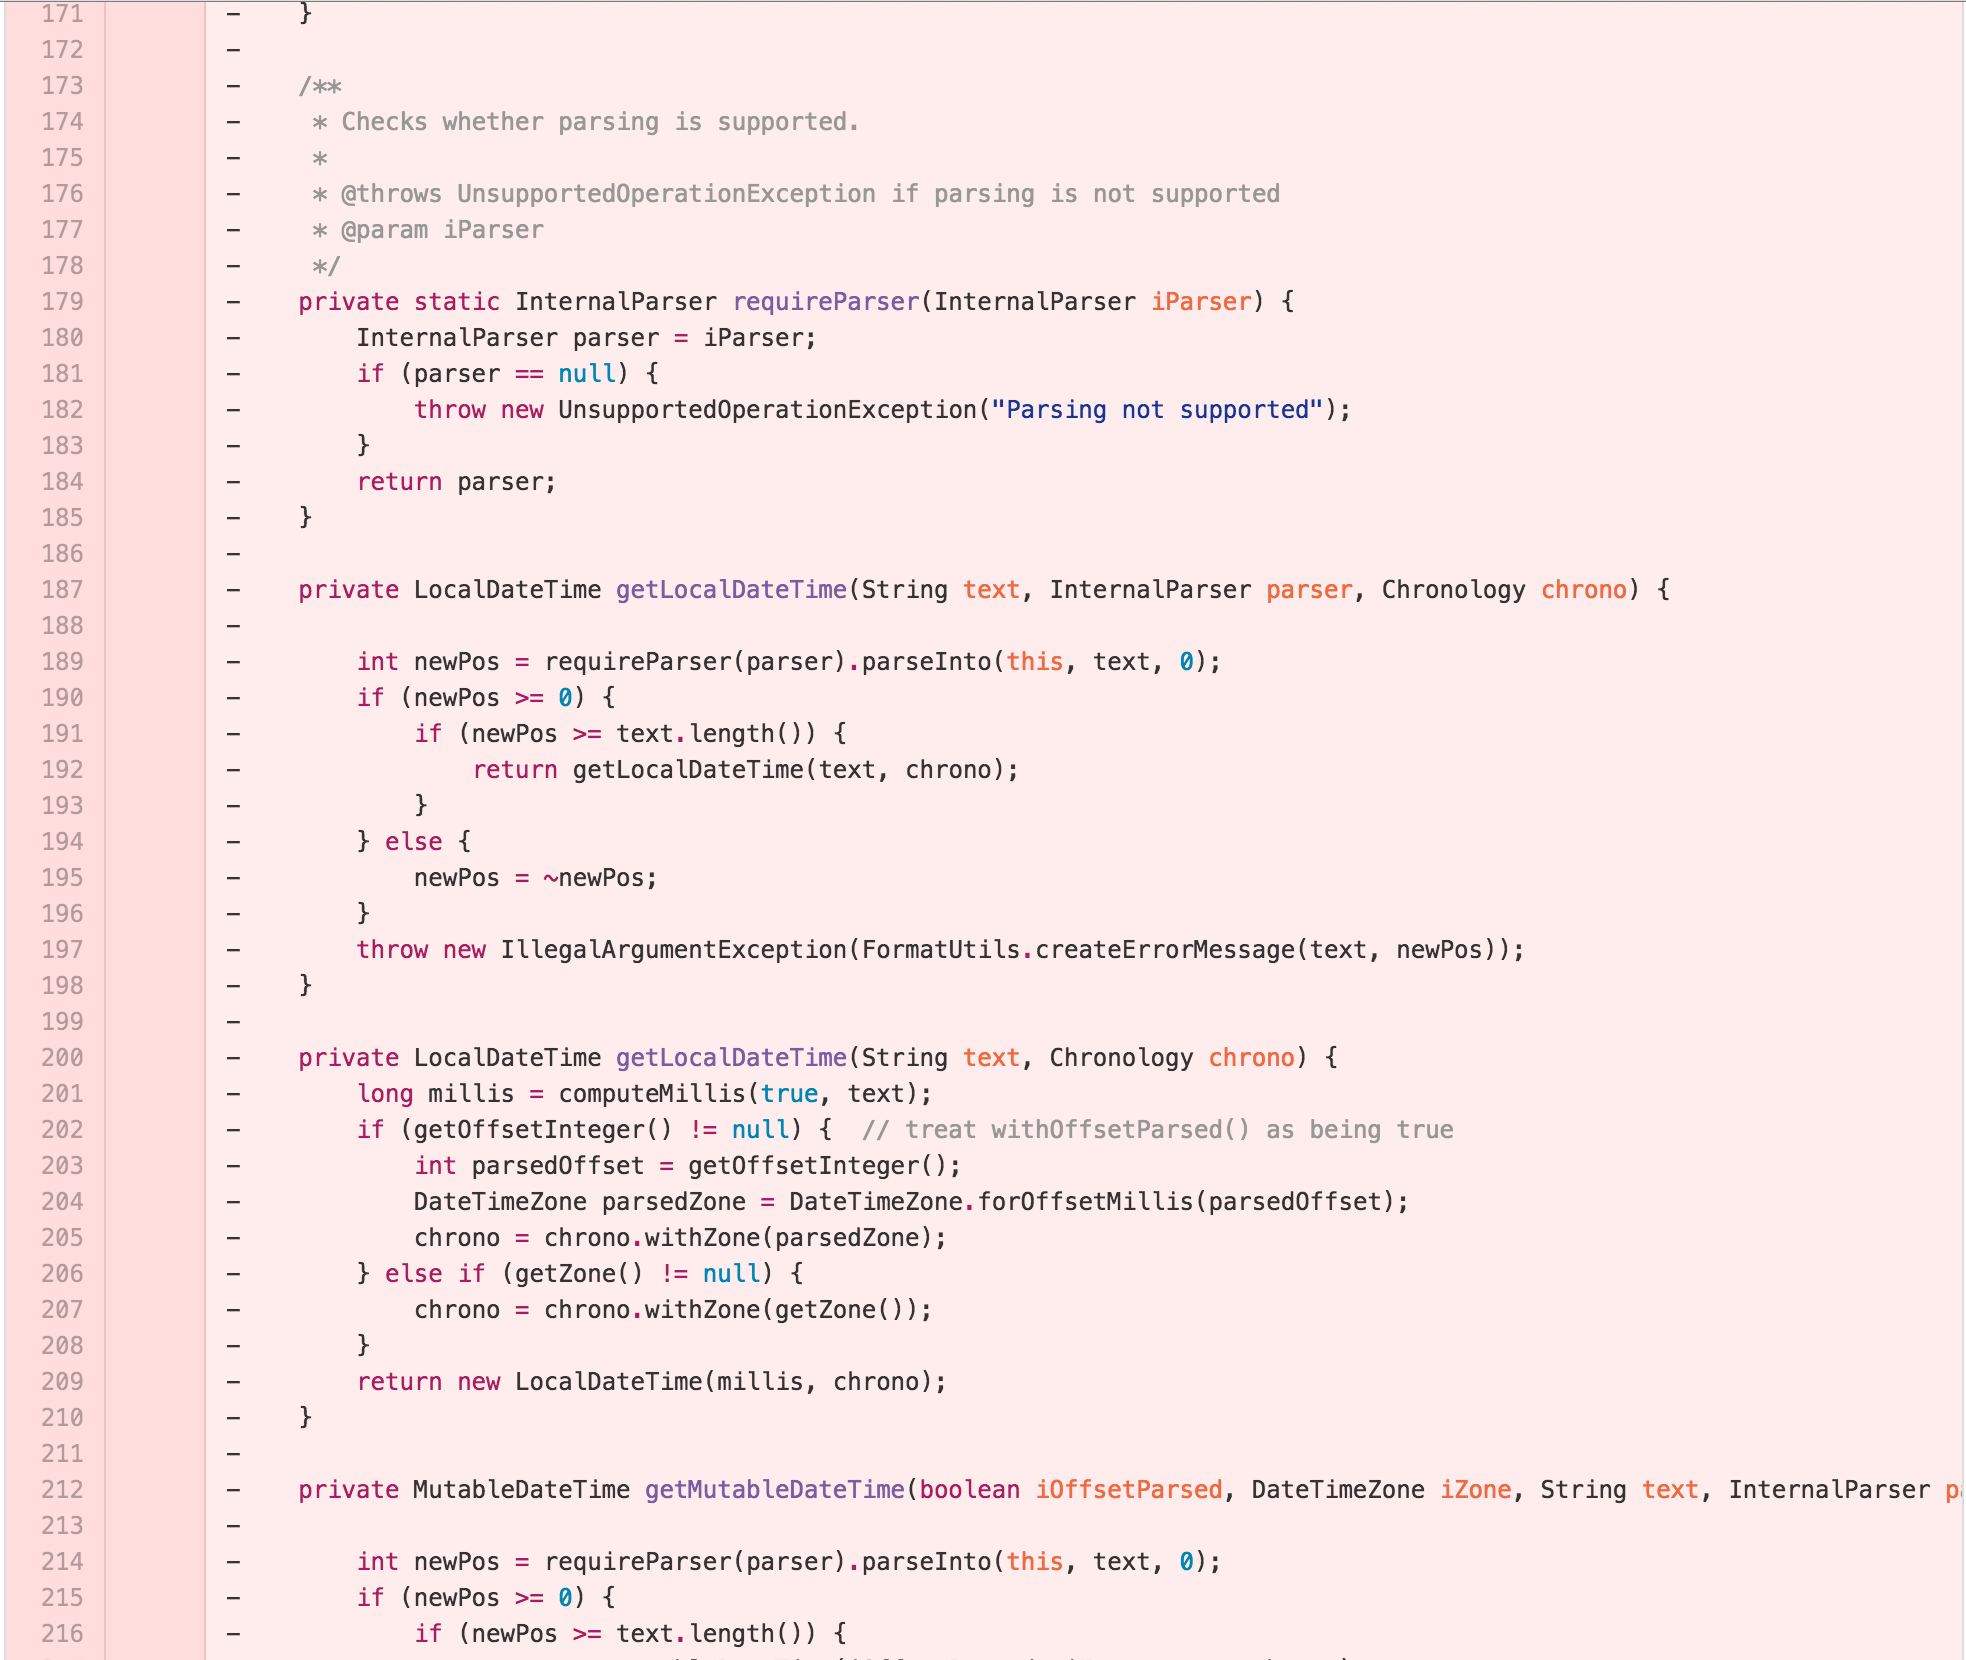 171 -     }
172 -
173 -     /**
174 -      * Checks whether parsing is supported.
175 -      *
176 -      * @throws UnsupportedOperationException if parsing is not supported
177 -      * @param iParser
178 -      */
179 -     private static InternalParser requireParser(InternalParser iParser) {
180 -         InternalParser parser = iParser;
181 -         if (parser == null) {
182 -             throw new UnsupportedOperationException("Parsing not supported");
183 -         }
184 -         return parser;
185 -     }
186 -
187 -     private LocalDateTime getLocalDateTime(String text, InternalParser parser, Chronology chrono) {
188 -
189 -         int newPos = requireParser(parser).parseInto(this, text, 0);
190 -         if (newPos >= 0) {
191 -             if (newPos >= text.length()) {
192 -                 return getLocalDateTime(text, chrono);
193 -             }
194 -         } else {
195 -             newPos = ~newPos;
196 -         }
197 -         throw new IllegalArgumentException(FormatUtils.createErrorMessage(text, newPos));
198 -     }
199 -
200 -     private LocalDateTime getLocalDateTime(String text, Chronology chrono) {
201 -         long millis = computeMillis(true, text);
202 -         if (getOffsetInteger() != null) {  // treat withOffsetParsed() as being true
203 -             int parsedOffset = getOffsetInteger();
204 -             DateTimeZone parsedZone = DateTimeZone.forOffsetMillis(parsedOffset);
205 -             chrono = chrono.withZone(parsedZone);
206 -         } else if (getZone() != null) {
207 -             chrono = chrono.withZone(getZone());
208 -         }
209 -         return new LocalDateTime(millis, chrono);
210 -     }
211 -
212 -     private MutableDateTime getMutableDateTime(boolean iOffsetParsed, DateTimeZone iZone, String text, InternalParser
213 -
214 -         int newPos = requireParser(parser).parseInto(this, text, 0);
215 -         if (newPos >= 0) {
216 -             if (newPos >= text.length()) {